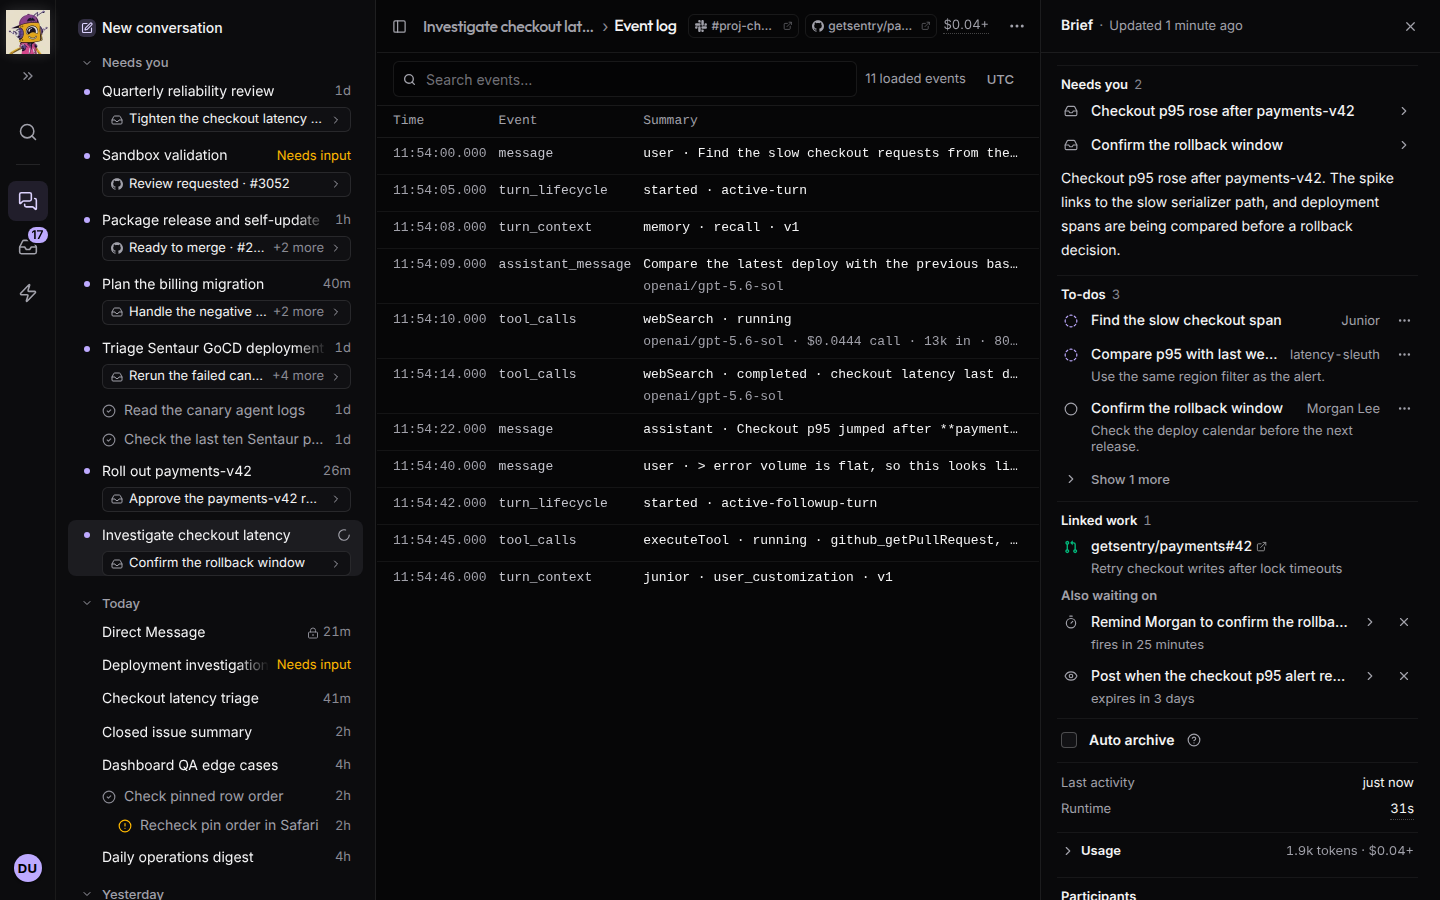 New conversation
Needs you
Quarterly reliability review 1d
Tighten the checkout latency ...
Sandbox validation Needs input
Review requested · #3052
Package release and self-update 1h
Ready to merge · #2... +2 more
17
Plan the billing migration 40m
Handle the negative ... +2 more
Triage Sentaur GoCD deployment 1d
Rerun the failed can... +4 more
Read the canary agent logs 1d
Check the last ten Sentaur p... 1d
Roll out payments-v42 26m
Approve the payments-v42 r...
Investigate checkout latency
Confirm the rollback window
Today
Direct Message 21m
Deployment investigation Needs input
Checkout latency triage 41m
Closed issue summary 2h
Dashboard QA edge cases 4h
Check pinned row order 2h
Recheck pin order in Safari 2h
Daily operations digest 4h
Yesterday
DU
Investigate checkout lat... › Event log #proj-ch... getsentry/pa... $0.04+
Search events... 11 loaded events UTC
Time Event Summary
11:54:00.000 message user · Find the slow checkout requests from the…
11:54:05.000 turn_lifecycle started · active-turn
11:54:08.000 turn_context memory · recall · v1
11:54:09.000 assistant_message Compare the latest deploy with the previous bas…
openai/gpt-5.6-sol
11:54:10.000 tool_calls webSearch · running
openai/gpt-5.6-sol · $0.0444 call · 13k in · 80…
11:54:14.000 tool_calls webSearch · completed · checkout latency last d…
openai/gpt-5.6-sol
11:54:22.000 message assistant · Checkout p95 jumped after **payment…
11:54:40.000 message user · > error volume is flat, so this looks li…
11:54:42.000 turn_lifecycle started · active-followup-turn
11:54:45.000 tool_calls executeTool · running · github_getPullRequest, …
11:54:46.000 turn_context junior · user_customization · v1
Brief · Updated 1 minute ago
Needs you 2
Checkout p95 rose after payments-v42
Confirm the rollback window
Checkout p95 rose after payments-v42. The spike
links to the slow serializer path, and deployment
spans are being compared before a rollback
decision.
To-dos 3
Find the slow checkout span Junior
Compare p95 with last we... latency-sleuth
Use the same region filter as the alert.
Confirm the rollback window Morgan Lee
Check the deploy calendar before the next
release.
Show 1 more
Linked work 1
getsentry/payments#42
Retry checkout writes after lock timeouts
Also waiting on
Remind Morgan to confirm the rollba...
fires in 25 minutes
Post when the checkout p95 alert re...
expires in 3 days
Auto archive
Last activity just now
Runtime 31s
Usage 1.9k tokens · $0.04+
Participants